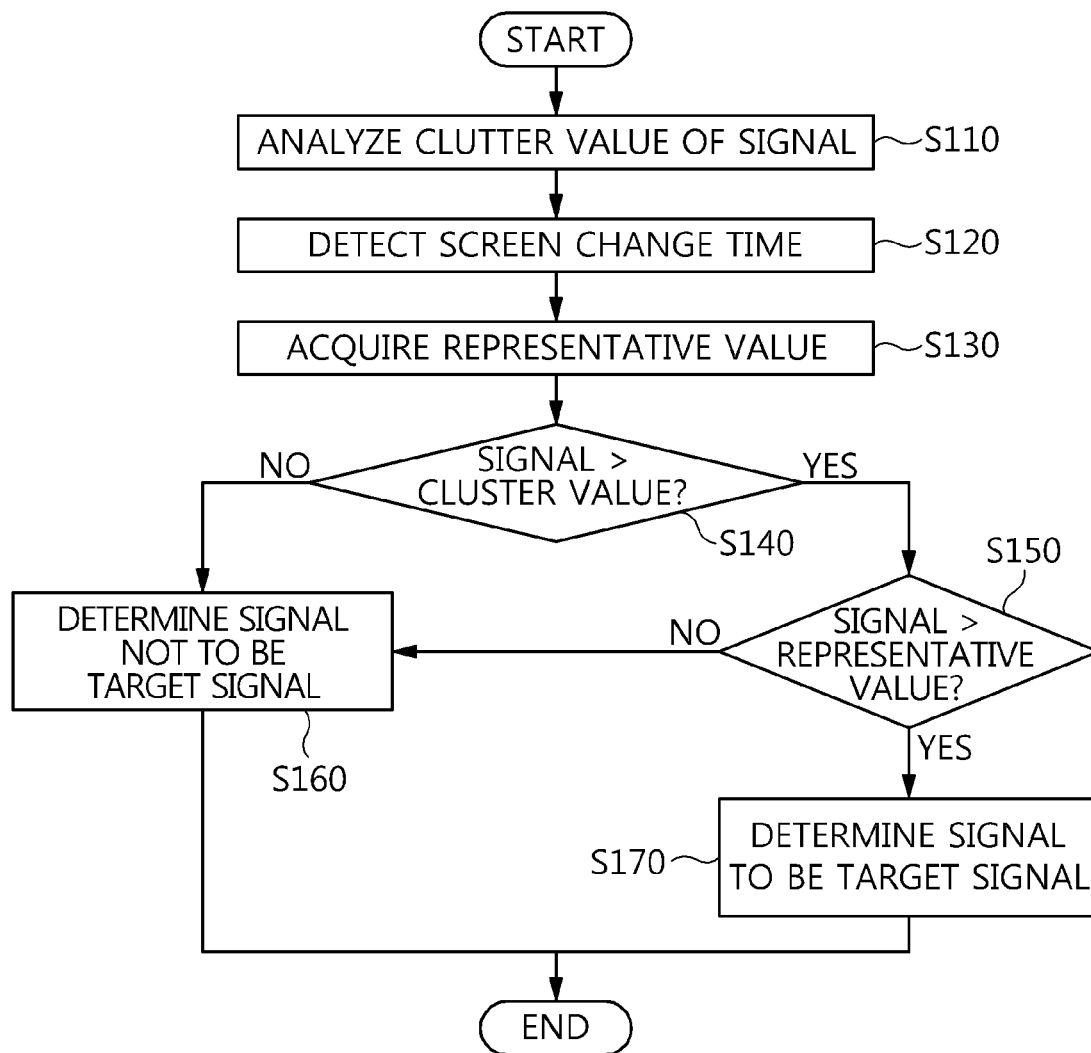 START
ANALYZE CLUTTER VALUE OF SIGNAL
S110
DETECT SCREEN CHANGE TIME
S120
ACQUIRE REPRESENTATIVE VALUE
S130
SIGNAL >
CLUSTER VALUE?
NO
YES
S140
S150
SIGNAL >
REPRESENTATIVE
VALUE?
NO
YES
DETERMINE SIGNAL
NOT TO BE
TARGET SIGNAL
S160
DETERMINE SIGNAL
TO BE TARGET SIGNAL
S170
END